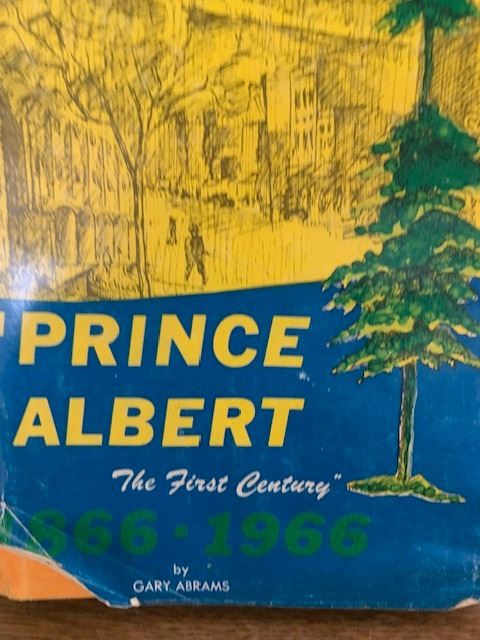 "PRINCE
ALBERT
The First Century"
866 • 1966
by
GARY ABRAMS